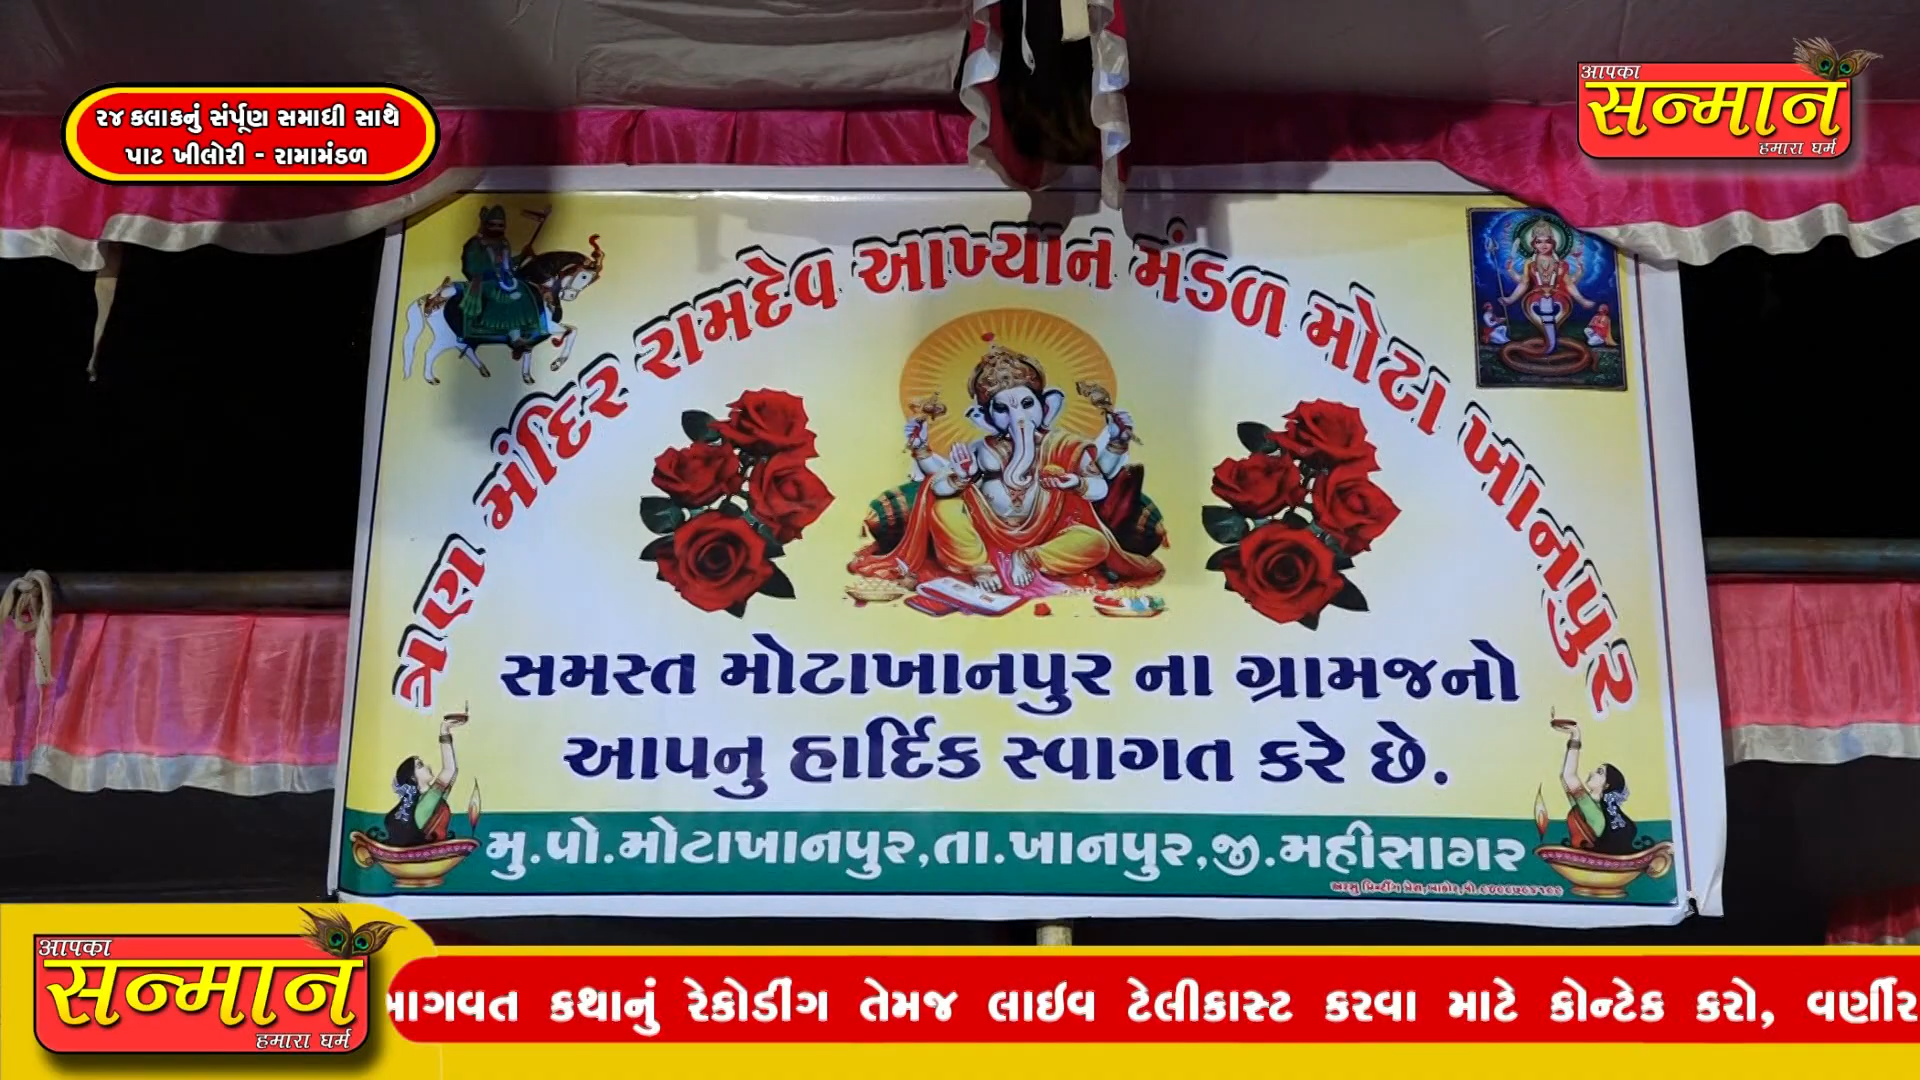 ૨૪ કલાકનું સંર્પૂણ સમાધી સાથે
પાટ ખીલોરી - રામામંડળ
आपका
सन्मान
हमारा धर्म
ત્રણ મંદિર રામદેવ આખ્યાન મંડળ મોટા ખાનપુર
સમસ્ત મોટાખાનપુર ના ગ્રામજનો
આપનુ હાર્દિક સ્વાગત કરે છે.
મુ.પો.મોટાખાનપુર,તા.ખાનપુર,જી.મહીસાગર
आपका
सन्मान
हमारा धर्म
ભાગવત કથાનું રેકોડીંગ તેમજ લાઇવ ટેલીકાસ્ટ કરવા માટે કોન્ટેક કરો,